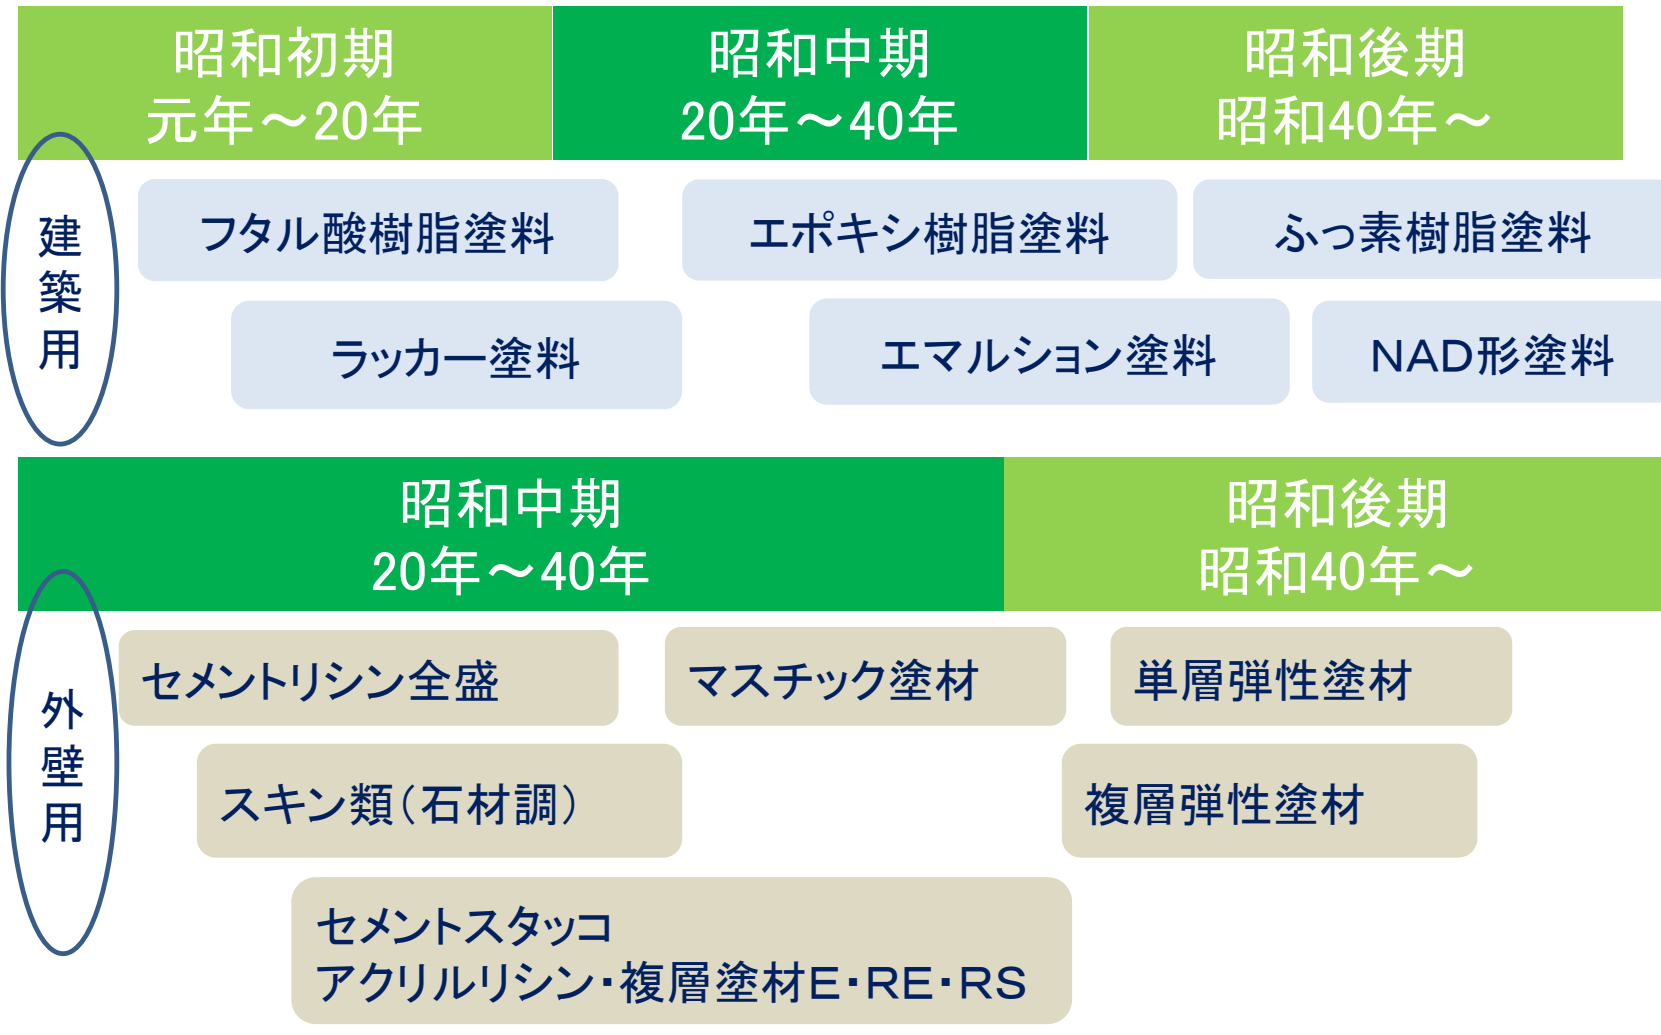 昭和初期
元年～20年
昭和中期
20年～40年
昭和後期
昭和40年～
建築用
フタル酸樹脂塗料
エポキシ樹脂塗料
ふっ素樹脂塗料
ラッカー塗料
エマルション塗料
ＮＡＤ形塗料
昭和中期
20年～40年
昭和後期
昭和40年～
外壁用
セメントリシン全盛
マスチック塗材
単層弾性塗材
スキン類（石材調）
複層弾性塗材
セメントスタッコ
アクリルリシン・複層塗材Ｅ・ＲＥ・ＲＳ